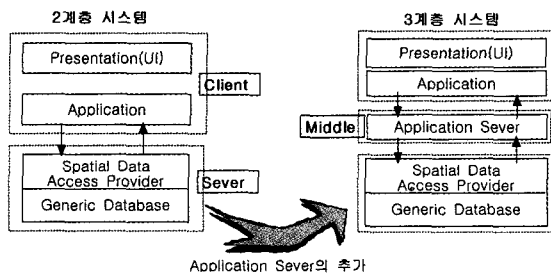 2계층 시스템
Presentation(UI)
Client
Application
Spatial Data
Access Provider
Sever
Generic Database
3계층 시스템
Presentation(UI)
Application
Middle
Application Sever
Spatial Data
Access Provider
Generic Database
Application Sever의 추가